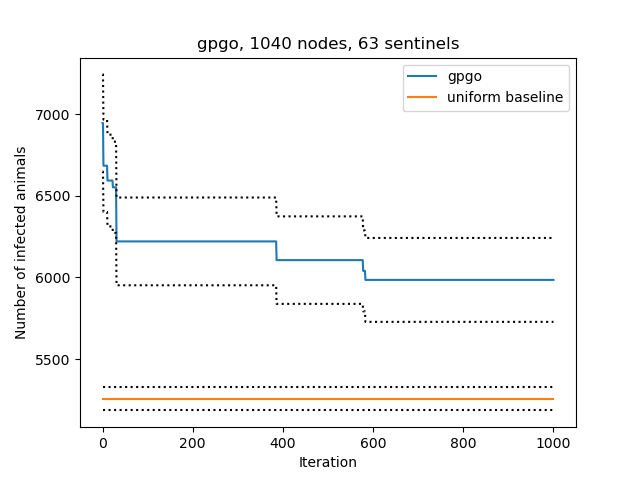 gpgo, 1040 nodes, 63 sentinels
gpgo
uniform baseline
Number of infected animals
7000
6500
6000
5500
0 200 400 600 800 1000
Iteration